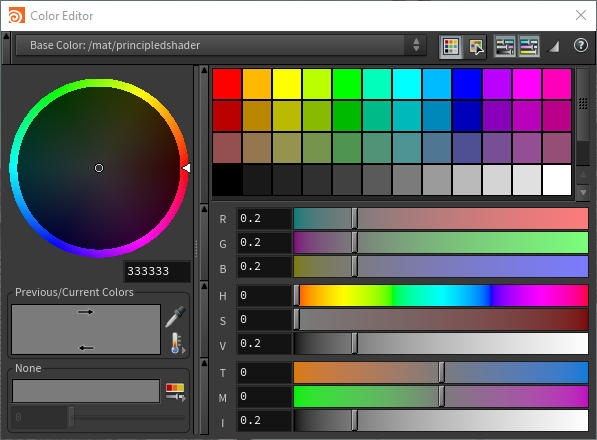 Color Editor
Base Color: /mat/principledshader
333333
Previous/Current Colors
None
0
R 0.2
G 0.2
B 0.2
H 0
S 0
V 0.2
T 0
M 0
I 0.2